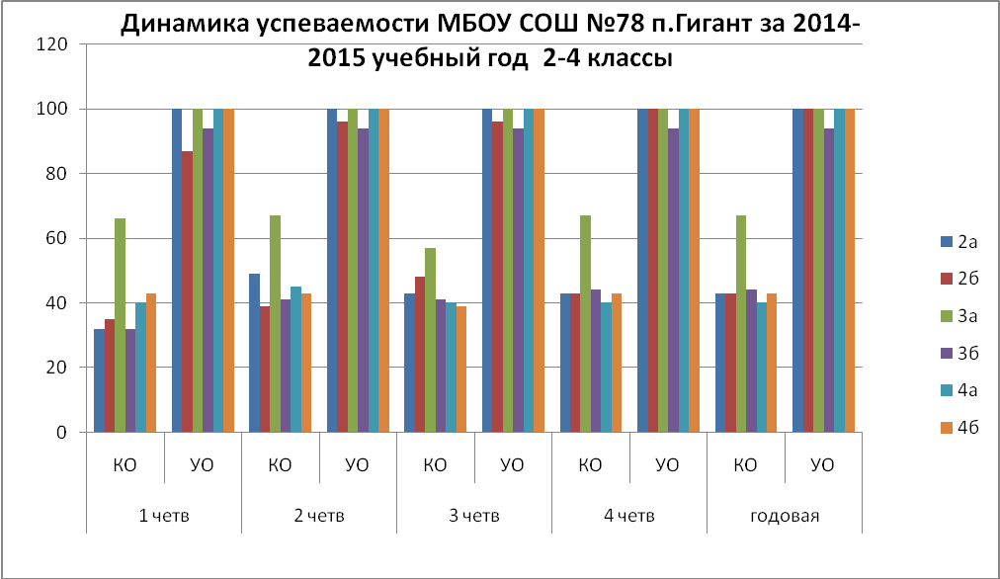 Динамика успеваемости МБОУ СОШ №78 п.Гигант за 2014-
2015 учебный год  2-4 классы
120
100
80
60
40
20
0
КО УО КО УО КО УО КО УО КО УО
1 четв 2 четв 3 четв 4 четв годовая
2а
2б
3а
3б
4а
4б